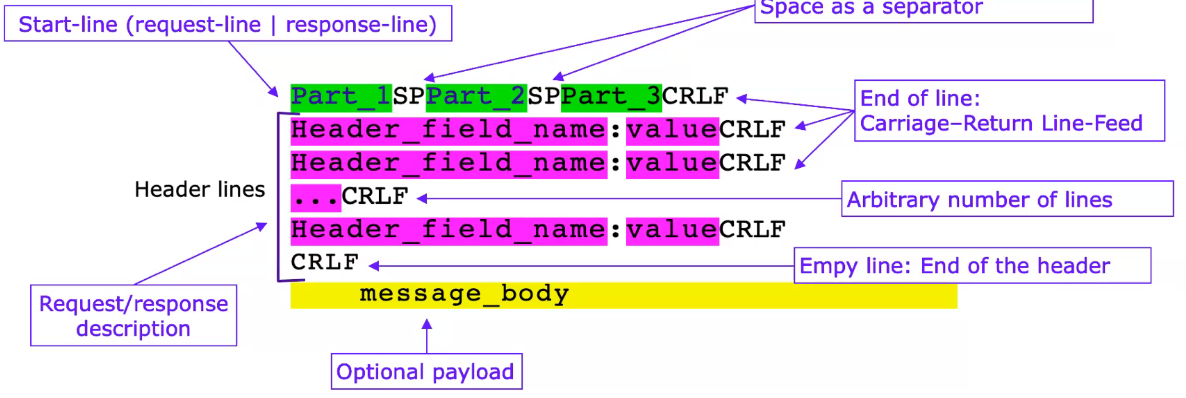 Space as a separator
Start-line (request-line | response-line)
Part_1SPPart_2SPPart_3CRLF
End of line:
Carriage–Return Line-Feed
Header_field_name:valueCRLF
Header_field_name:valueCRLF
Header lines
...CRLF
Arbitrary number of lines
Header_field_name:valueCRLF
CRLF
Empy line: End of the header
message_body
Request/response
description
Optional payload